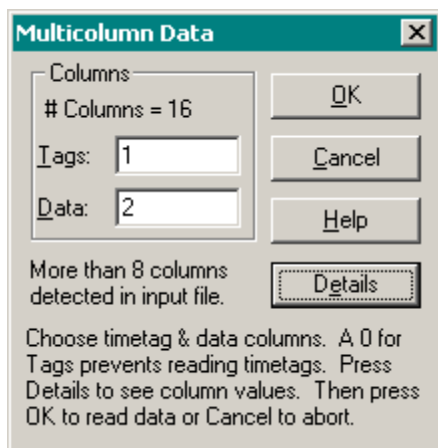 Multicolumn Data
Columns
# Columns = 16
Tags: 1
Data: 2
OK
Cancel
Help
Details
More than 8 columns
detected in input file.
Choose timetag & data columns.  A 0 for
Tags prevents reading timetags.  Press
Details to see column values.  Then press
OK to read data or Cancel to abort.